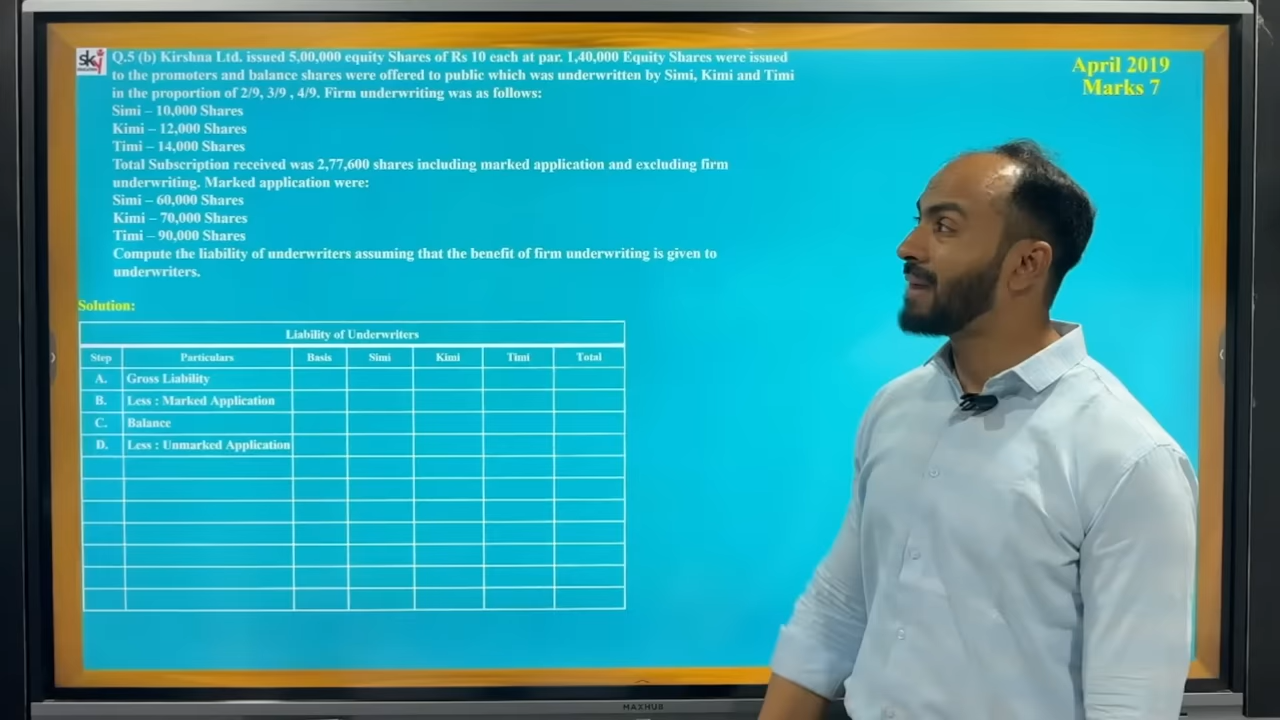 sky
Q.5 (b) Kirshna Ltd. issued 5,00,000 equity Shares of Rs 10 each at par. 1,40,000 Equity Shares were issued
to the promoters and balance shares were offered to public which was underwritten by Simi, Kimi and Timi
in the proportion of 2/9, 3/9 , 4/9. Firm underwriting was as follows:
Simi – 10,000 Shares
Kimi – 12,000 Shares
Timi – 14,000 Shares
Total Subscription received was 2,77,600 shares including marked application and excluding firm
underwriting. Marked application were:
Simi – 60,000 Shares
Kimi – 70,000 Shares
Timi – 90,000 Shares
Compute the liability of underwriters assuming that the benefit of firm underwriting is given to
underwriters.
April 2019
Marks 7
Solution:
Liability of Underwriters
Step Particulars Basis Simi Kimi Timi Total
A. Gross Liability
B. Less : Marked Application
C. Balance
D. Less : Unmarked Application
MAXHUB